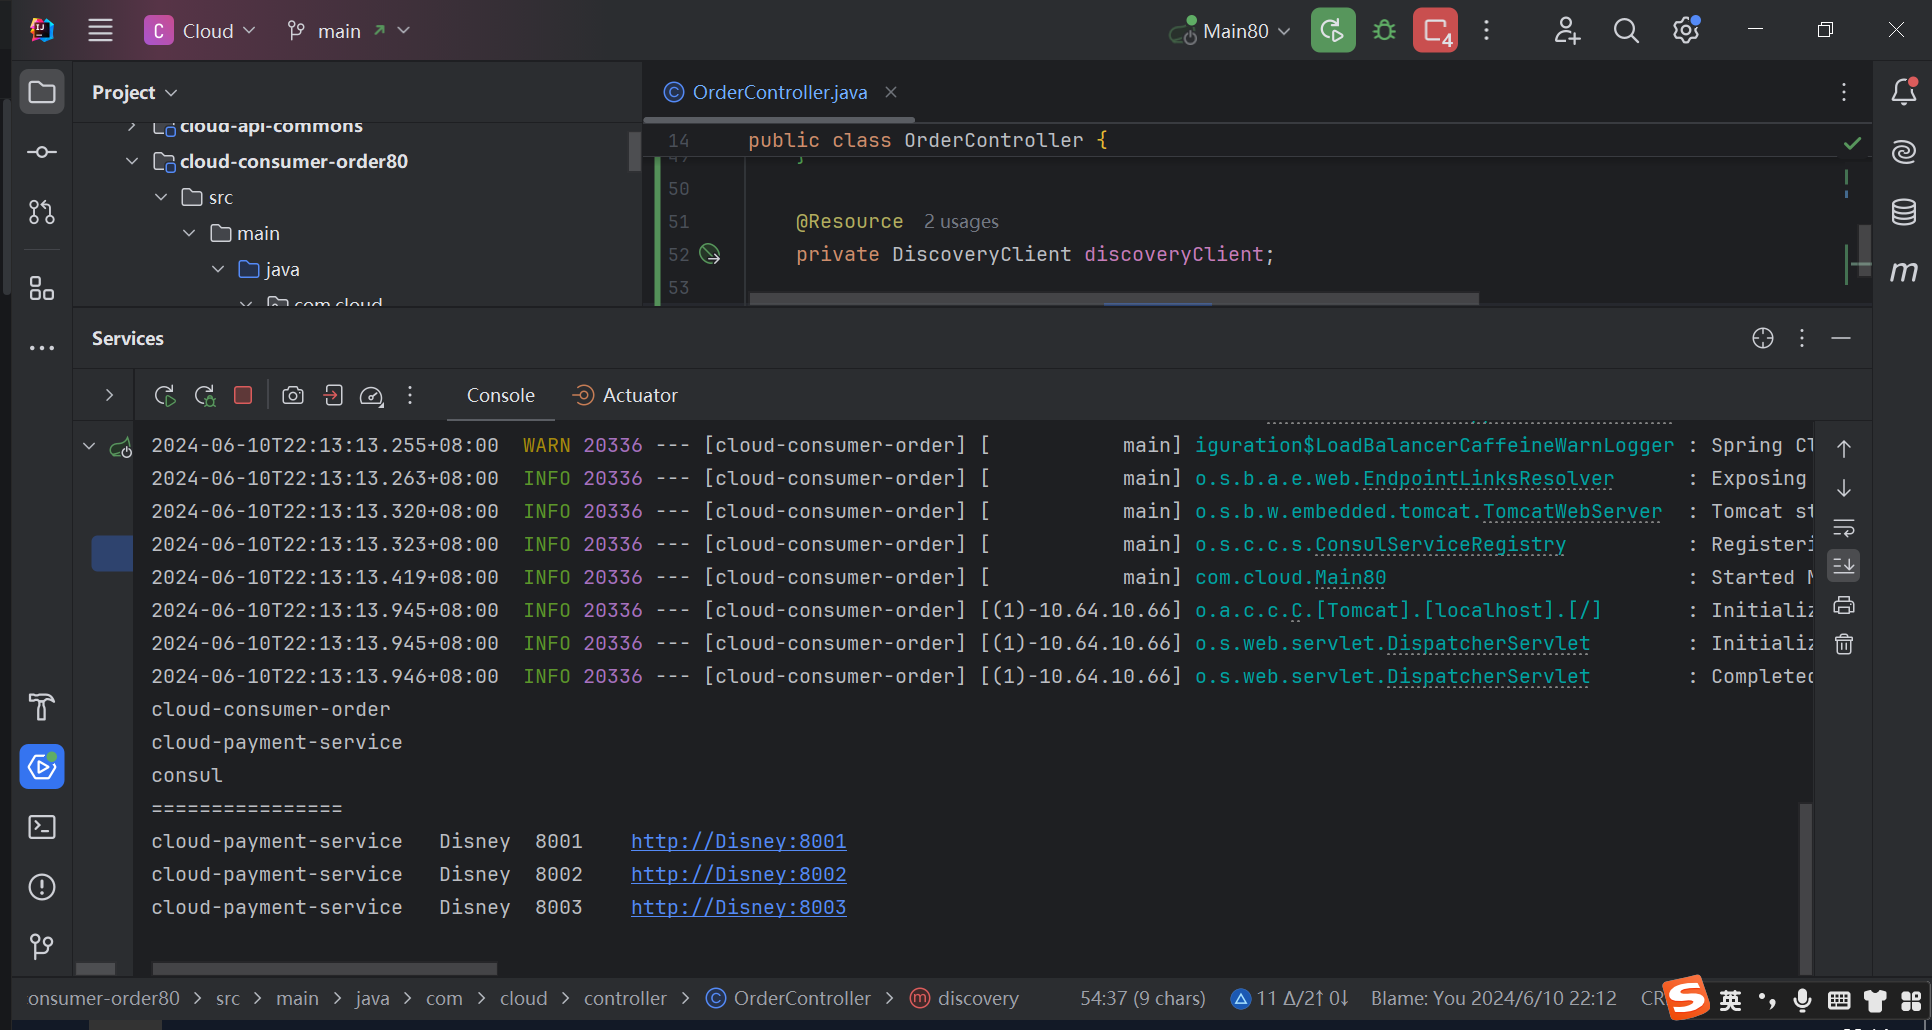 C Cloud main Main80 4
Project
OrderController.java
cloud-api-commons
cloud-consumer-order80
src
main
java
com.cloud
14 public class OrderController {
50
51 @Resource 2 usages
52 private DiscoveryClient discoveryClient;
53
Services
Console Actuator
2024-06-10T22:13:13.255+08:00 WARN 20336 --- [cloud-consumer-order] [ main] iguration$LoadBalancerCaffeineWarnLogger : Spring Cl
2024-06-10T22:13:13.263+08:00 INFO 20336 --- [cloud-consumer-order] [ main] o.s.b.a.e.web.EndpointLinksResolver : Exposing
2024-06-10T22:13:13.320+08:00 INFO 20336 --- [cloud-consumer-order] [ main] o.s.b.w.embedded.tomcat.TomcatWebServer : Tomcat st
2024-06-10T22:13:13.323+08:00 INFO 20336 --- [cloud-consumer-order] [ main] o.s.c.c.s.ConsulServiceRegistry : Registeri
2024-06-10T22:13:13.419+08:00 INFO 20336 --- [cloud-consumer-order] [ main] com.cloud.Main80 : Started M
2024-06-10T22:13:13.945+08:00 INFO 20336 --- [cloud-consumer-order] [(1)-10.64.10.66] o.a.c.c.C.[Tomcat].[localhost].[/] : Initializ
2024-06-10T22:13:13.945+08:00 INFO 20336 --- [cloud-consumer-order] [(1)-10.64.10.66] o.s.web.servlet.DispatcherServlet : Initializ
2024-06-10T22:13:13.946+08:00 INFO 20336 --- [cloud-consumer-order] [(1)-10.64.10.66] o.s.web.servlet.DispatcherServlet : Completed
cloud-consumer-order
cloud-payment-service
consul
================
cloud-payment-service Disney 8001 http://Disney:8001
cloud-payment-service Disney 8002 http://Disney:8002
cloud-payment-service Disney 8003 http://Disney:8003
onsumer-order80 > src > main > java > com > cloud > controller > OrderController > discovery 54:37 (9 chars) 11 Δ/2↑ 0↓ Blame: You 2024/6/10 22:12 CR 英